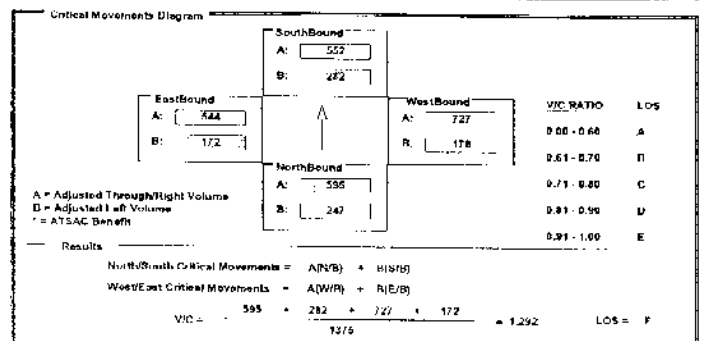 Critical Movements Diagram
SouthBound
A: 552
B: 282
EastBound
A: 544
B: 172
WestBound
A: 727
B: 178
NorthBound
A: 595
B: 247
V/C RATIO LOS
0.00 - 0.60 A
0.61 - 0.70 B
0.71 - 0.80 C
0.81 - 0.90 D
0.91 - 1.00 E
A = Adjusted Through/Right Volume
B = Adjusted Left Volume
* = ATSAC Benefit
Results
North/South Critical Movements = A(N/B) + B(S/B)
West/East Critical Movements = A(W/B) + B(E/B)
V/C = 595 + 282 + 727 + 172 = 1.292 LOS = F
1375